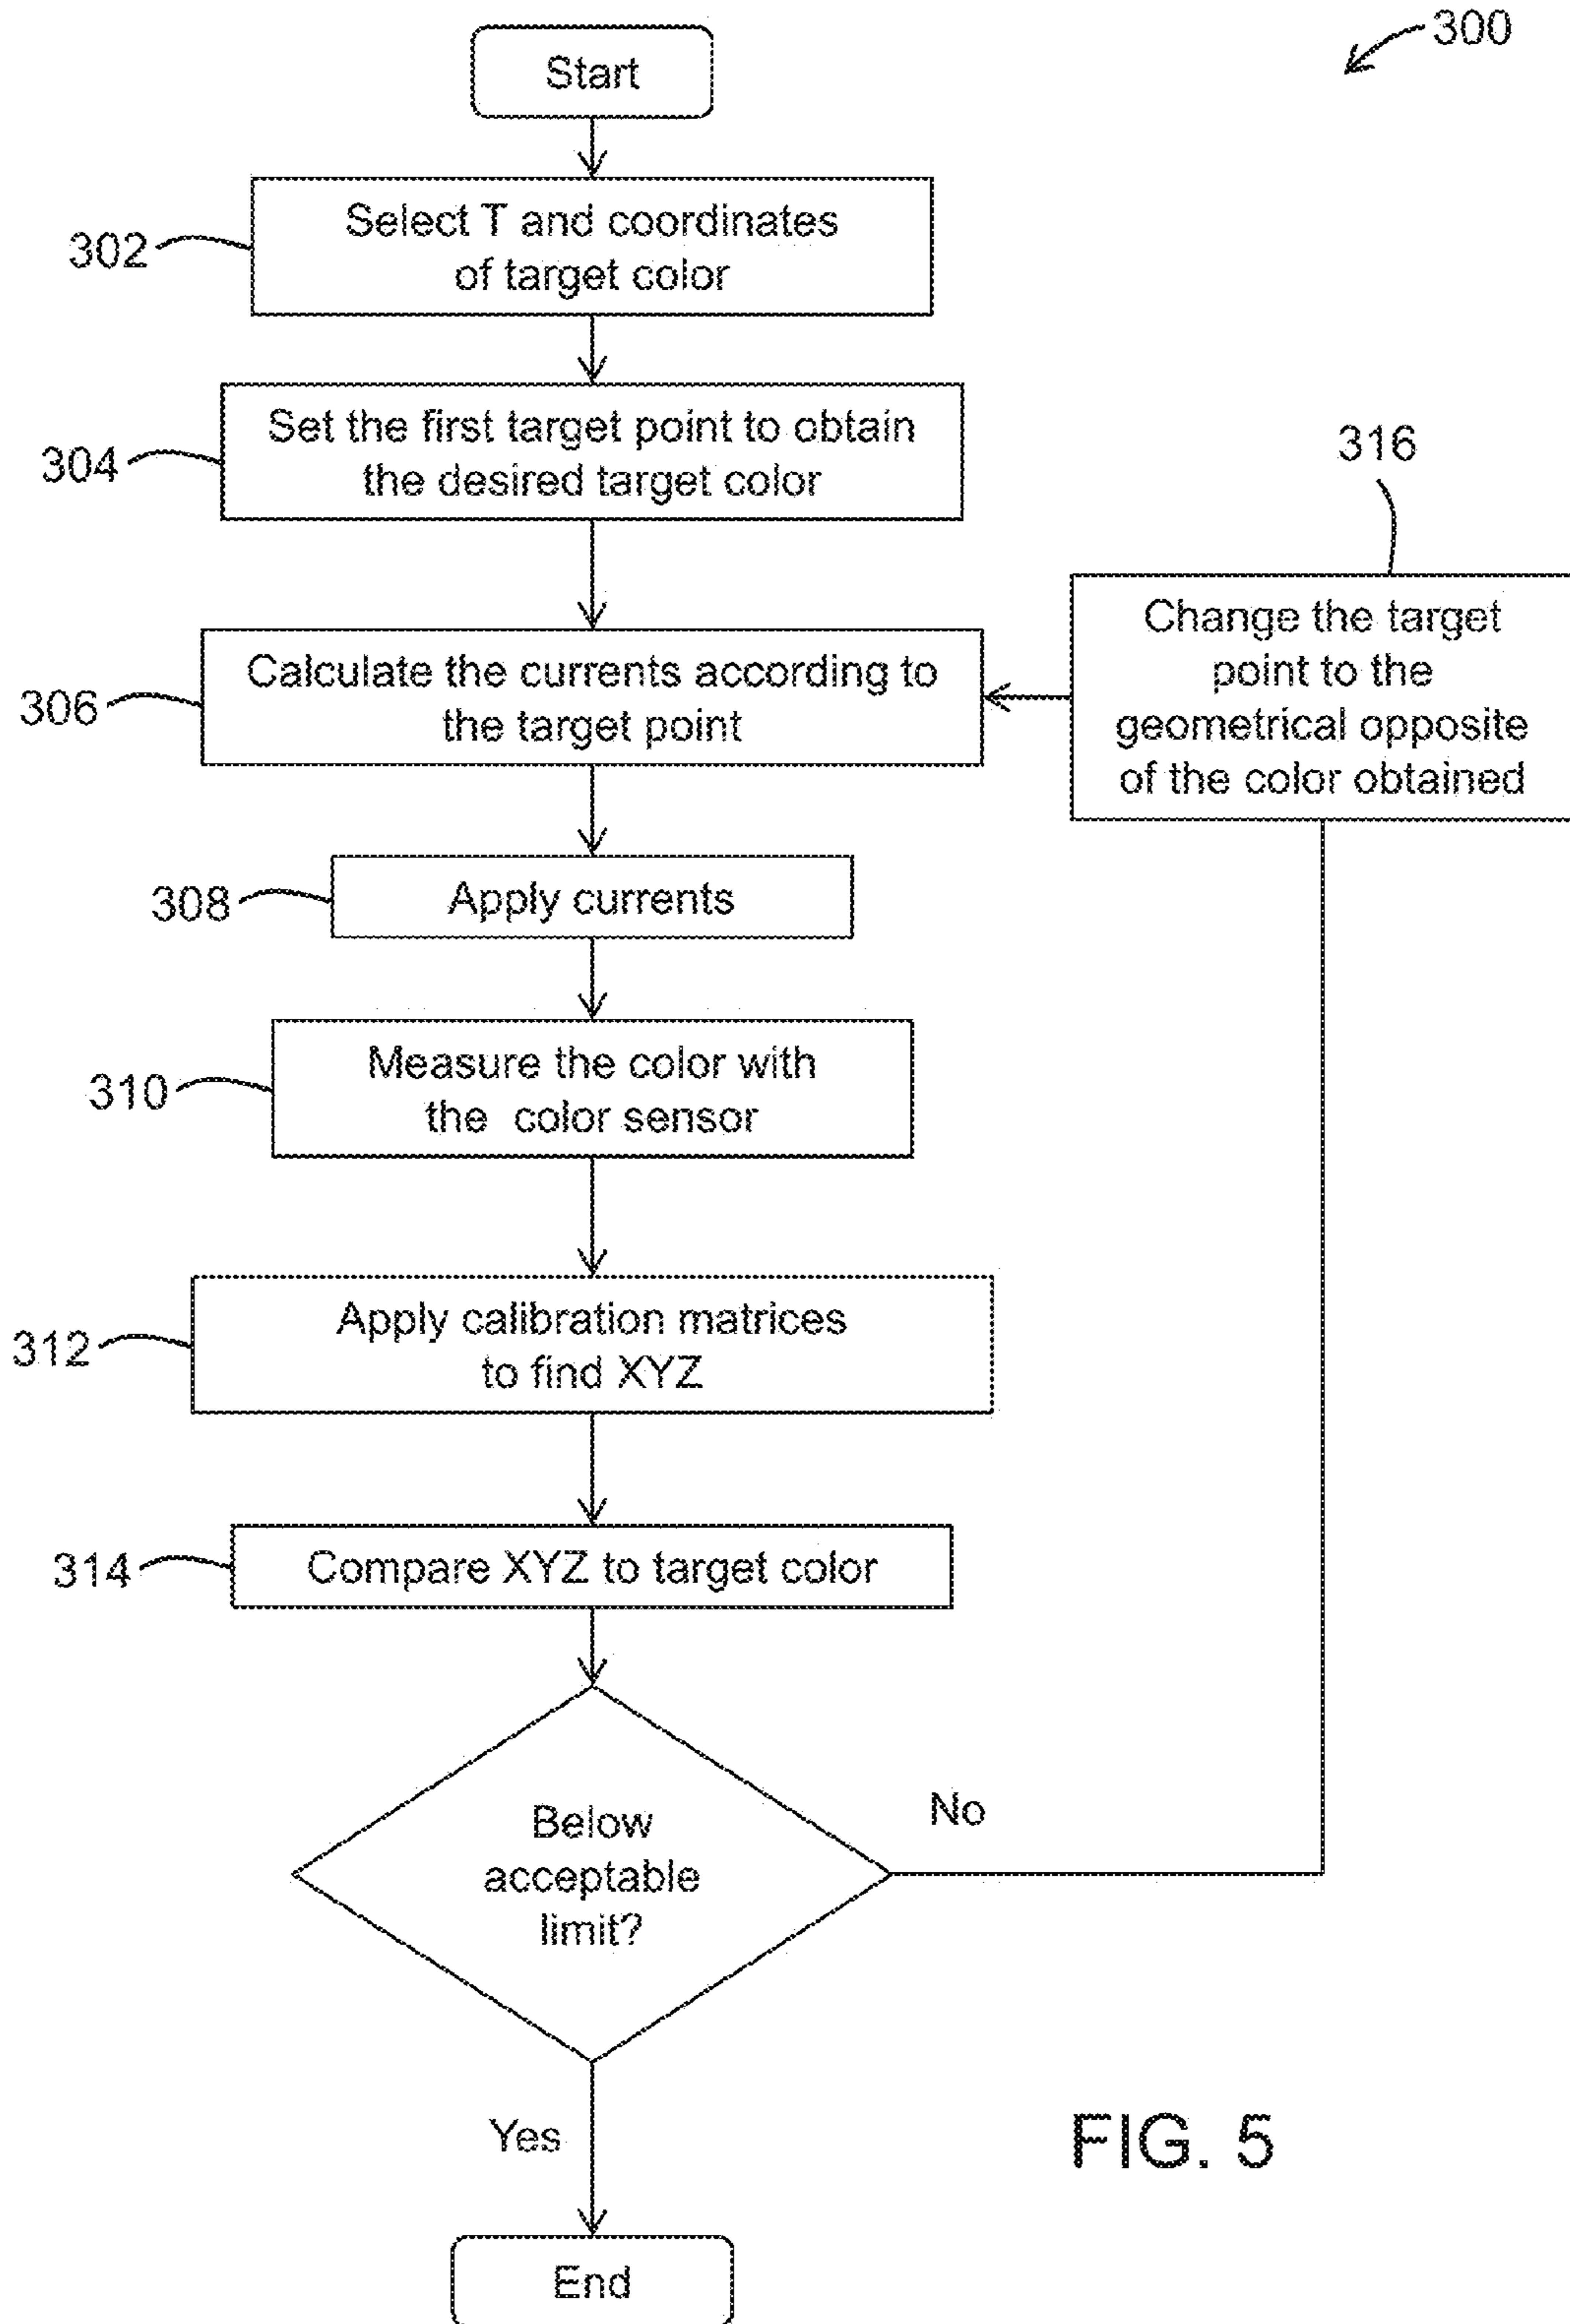 300
Start
302
Select T and coordinates
of target color
304
Set the first target point to obtain
the desired target color
316
Change the target
point to the
geometrical opposite
of the color obtained
306
Calculate the currents according to
the target point
308
Apply currents
310
Measure the color with
the color sensor
312
Apply calibration matrices
to find XYZ
314
Compare XYZ to target color
Below
acceptable
limit?
No
Yes
End
FIG. 5